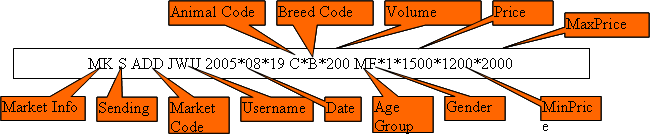 Animal Code Breed Code Volume Price MaxPrice
MK S ADD JWU 2005*08*19 C*B*200 MF*1*1500*1200*2000
Market Info Sending Market Code Username Date Age Group Gender MinPric e